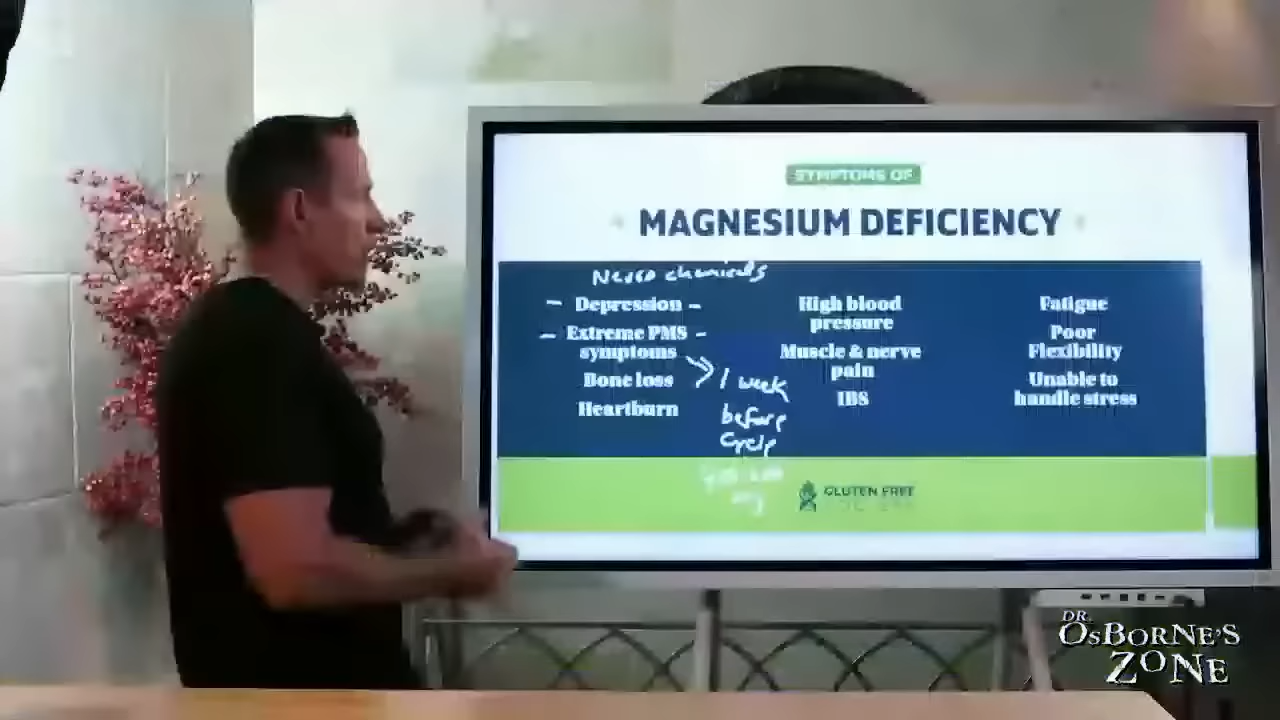 SYMPTOMS OF
MAGNESIUM DEFICIENCY
Neuro chemicals
- Depression -
- Extreme PMS -
symptoms
Bone loss
Heartburn
1 week
before
cycle
High blood
pressure
Muscle & nerve
pain
IBS
Fatigue
Poor
Flexibility
Unable to
handle stress
GLUTEN FREE
DR.
OSBORNE'S
ZONE